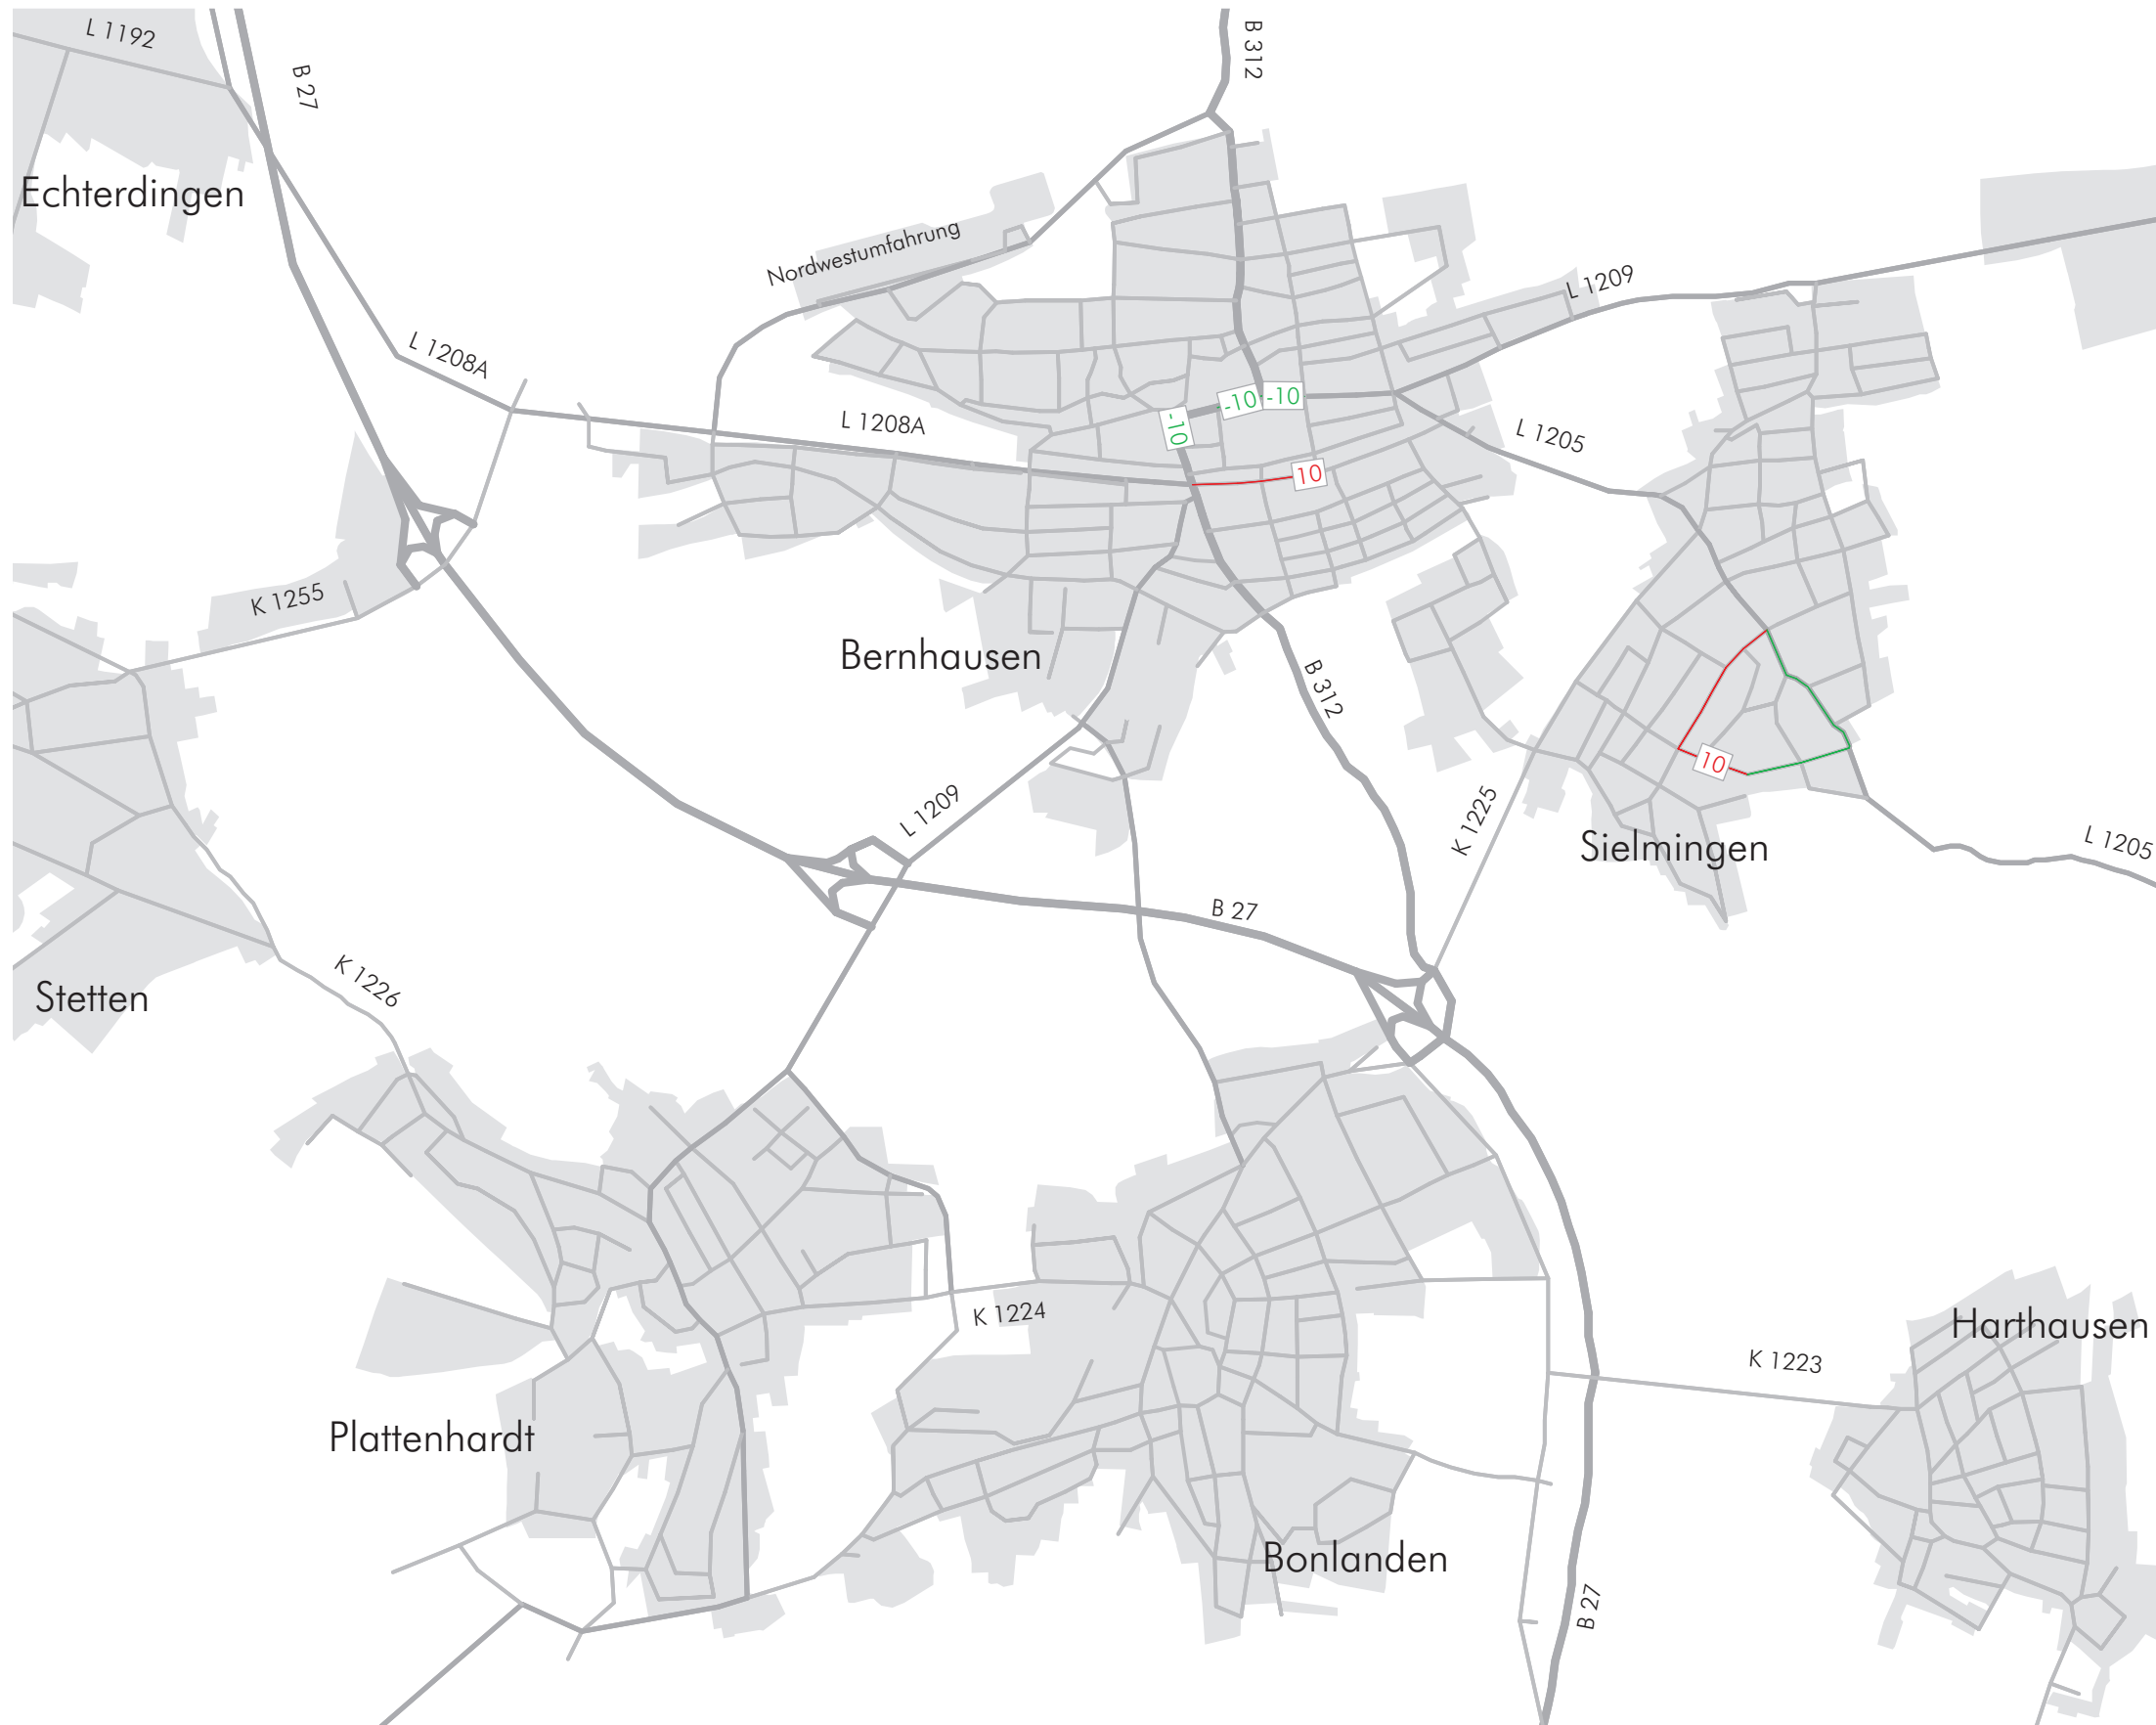 L 1192
B 27
B 312
Echterdingen
Nordwestumfahrung
L 1209
L 1208A
L 1208A
-10
-10
-10
L 1205
10
K 1255
Bernhausen
B 312
10
L 1209
K 1225
Sielmingen
L 1205
B 27
Stetten
K 1226
K 1224
Harthausen
K 1223
Plattenhardt
Bonlanden
B 27